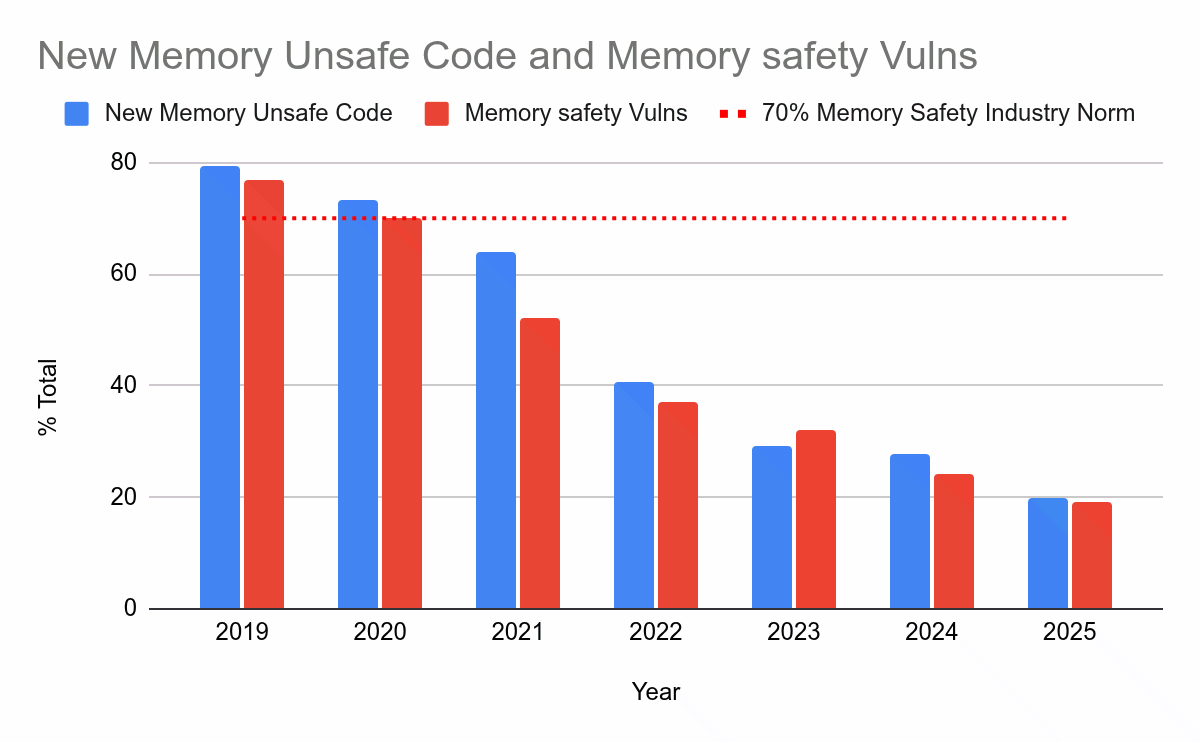 New Memory Unsafe Code and Memory safety Vulns
New Memory Unsafe Code Memory safety Vulns 70% Memory Safety Industry Norm
80
60
40
20
0
% Total
2019 2020 2021 2022 2023 2024 2025
Year